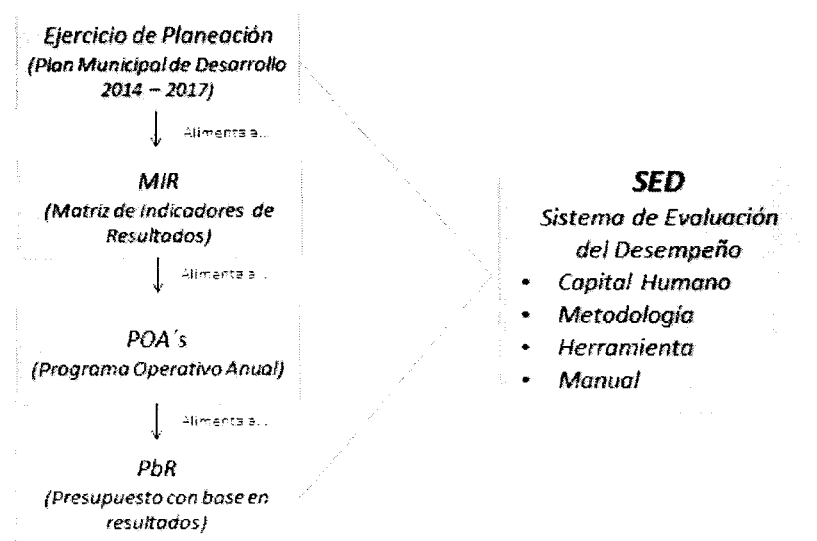 Ejercicio de Planeación
(Plan Municipal de Desarrollo
2014 – 2017)
Alimenta a...
MIR
(Matriz de Indicadores de
Resultados)
Alimenta a...
POA´s
(Programa Operativo Anual)
Alimenta a...
PbR
(Presupuesto con base en
resultados)
SED
Sistema de Evaluación
del Desempeño
• Capital Humano
• Metodología
• Herramienta
• Manual